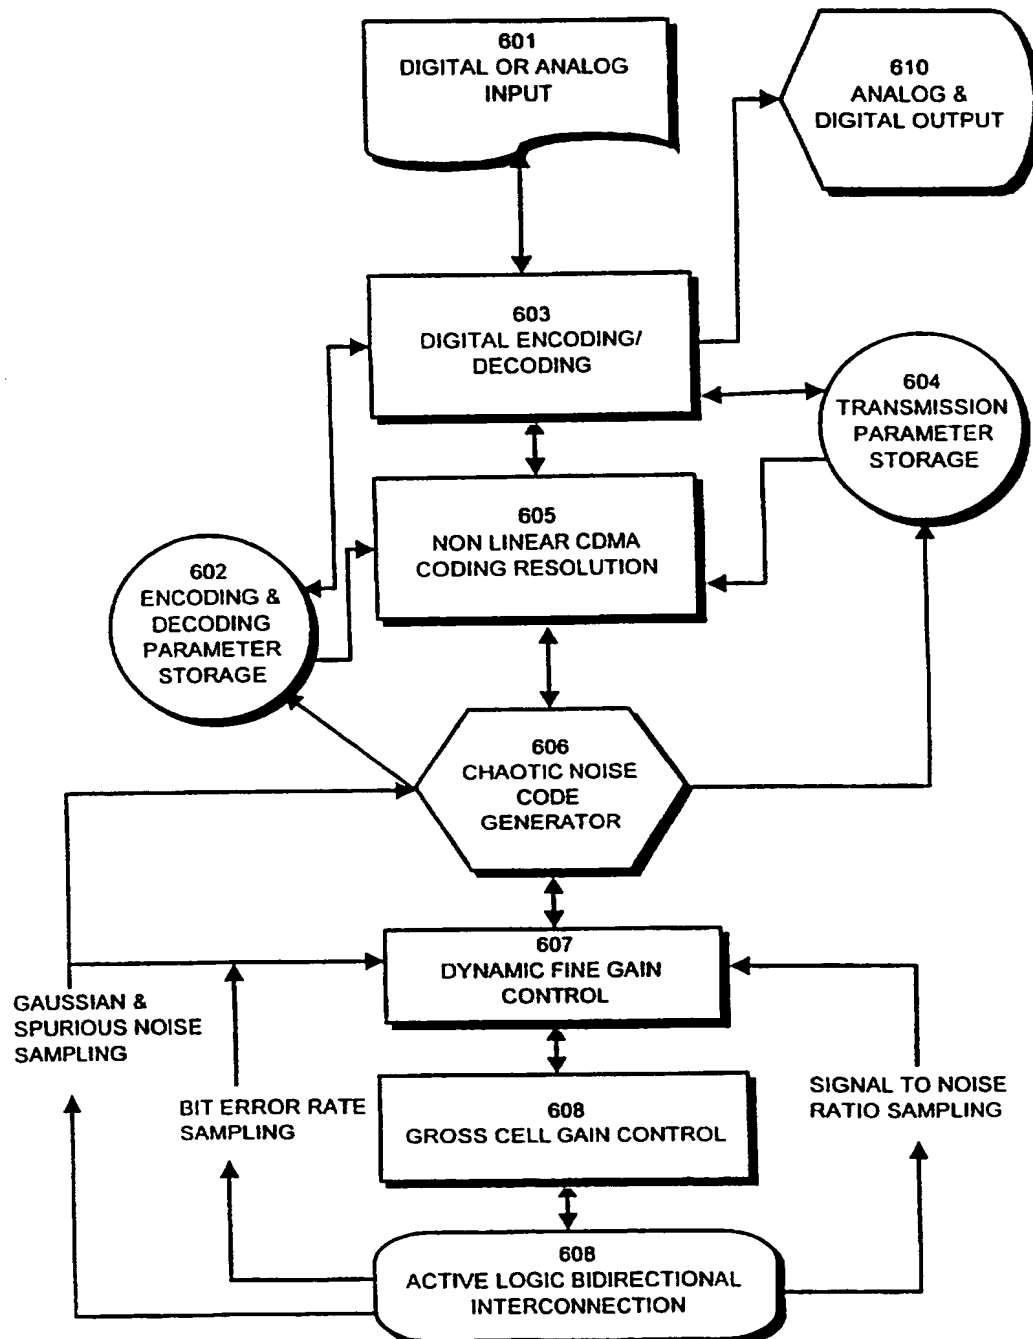 601
DIGITAL OR ANALOG
INPUT
610
ANALOG &
DIGITAL OUTPUT
603
DIGITAL ENCODING/
DECODING
604
TRANSMISSION
PARAMETER
STORAGE
605
NON LINEAR CDMA
CODING RESOLUTION
602
ENCODING &
DECODING
PARAMETER
STORAGE
606
CHAOTIC NOISE
CODE
GENERATOR
607
DYNAMIC FINE GAIN
CONTROL
GAUSSIAN &
SPURIOUS NOISE
SAMPLING
BIT ERROR RATE
SAMPLING
SIGNAL TO NOISE
RATIO SAMPLING
608
GROSS CELL GAIN CONTROL
608
ACTIVE LOGIC BIDIRECTIONAL
INTERCONNECTION